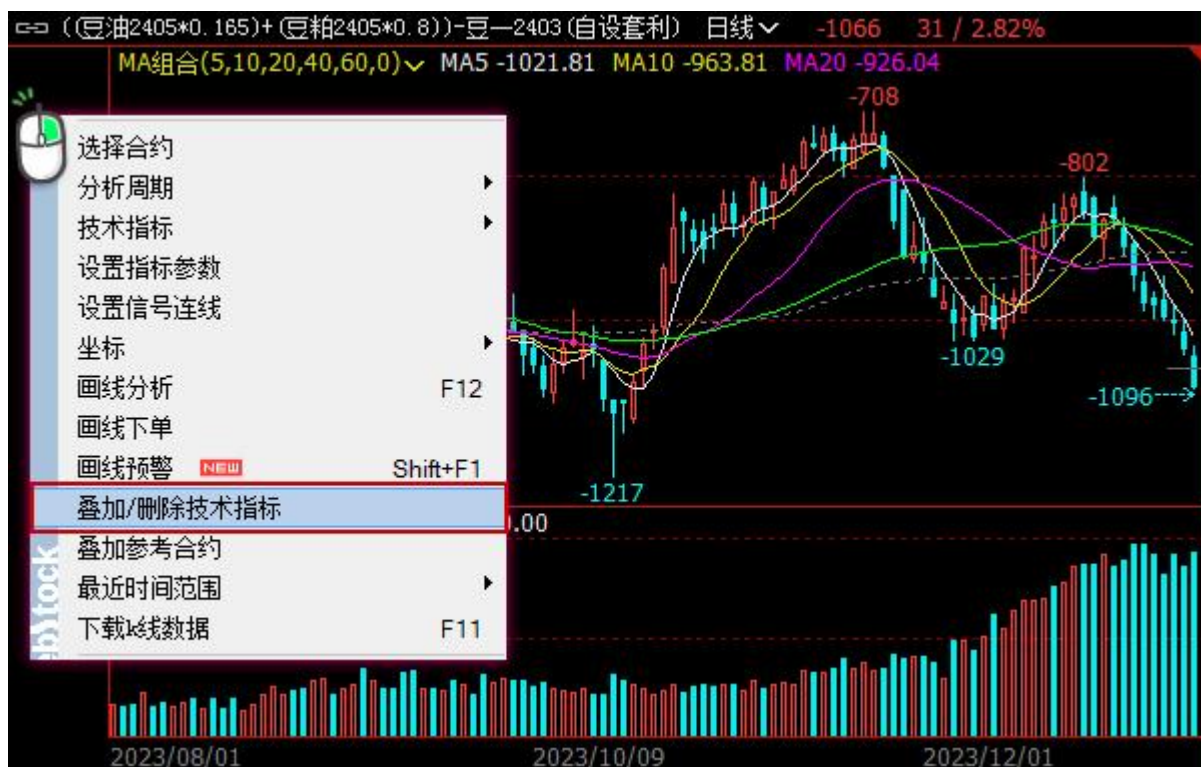 ((豆油2405*0.165)+(豆粕2405*0.8))-豆一2403(自设套利) 日线 -1066 31 / 2.82%
MA组合(5,10,20,40,60,0) MA5 -1021.81 MA10 -963.81 MA20 -926.04
-708
-802
-1029
-1096
-1217
选择合约
分析周期
技术指标
设置指标参数
设置信号连线
坐标
画线分析 F12
画线下单
画线预警 NEW Shift+F1
叠加/删除技术指标
叠加参考合约
最近时间范围
下载k线数据 F11
.00
2023/08/01 2023/10/09 2023/12/01